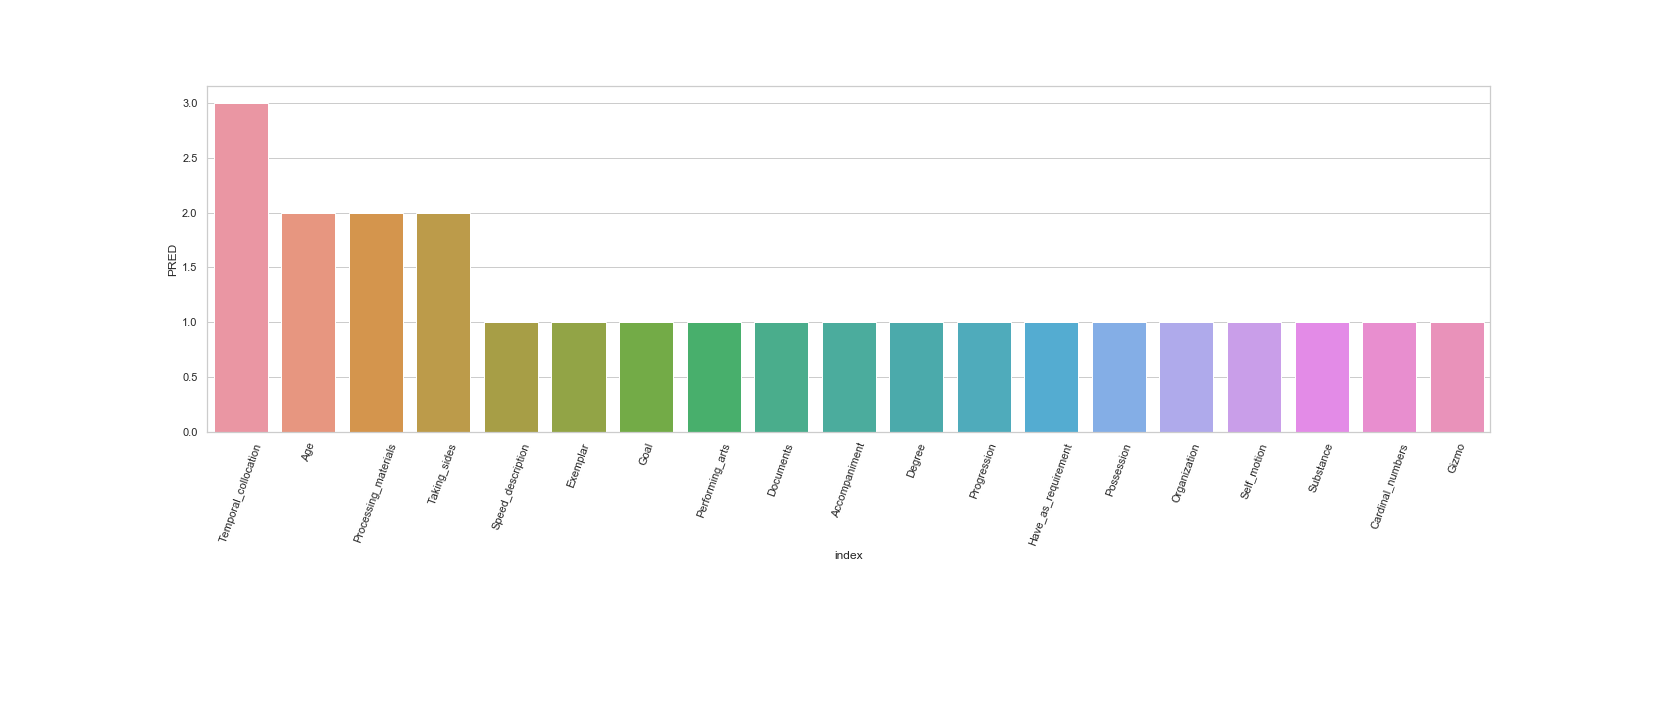 3.0
2.5
2.0
1.5
1.0
0.5
0.0
PRED
Temporal_collocation
Age
Processing_materials
Taking_sides
Speed_description
Exemplar
Goal
Performing_arts
Documents
Accompaniment
Degree
Progression
Have_as_requirement
Possession
Organization
Self_motion
Substance
Cardinal_numbers
Gizmo
index